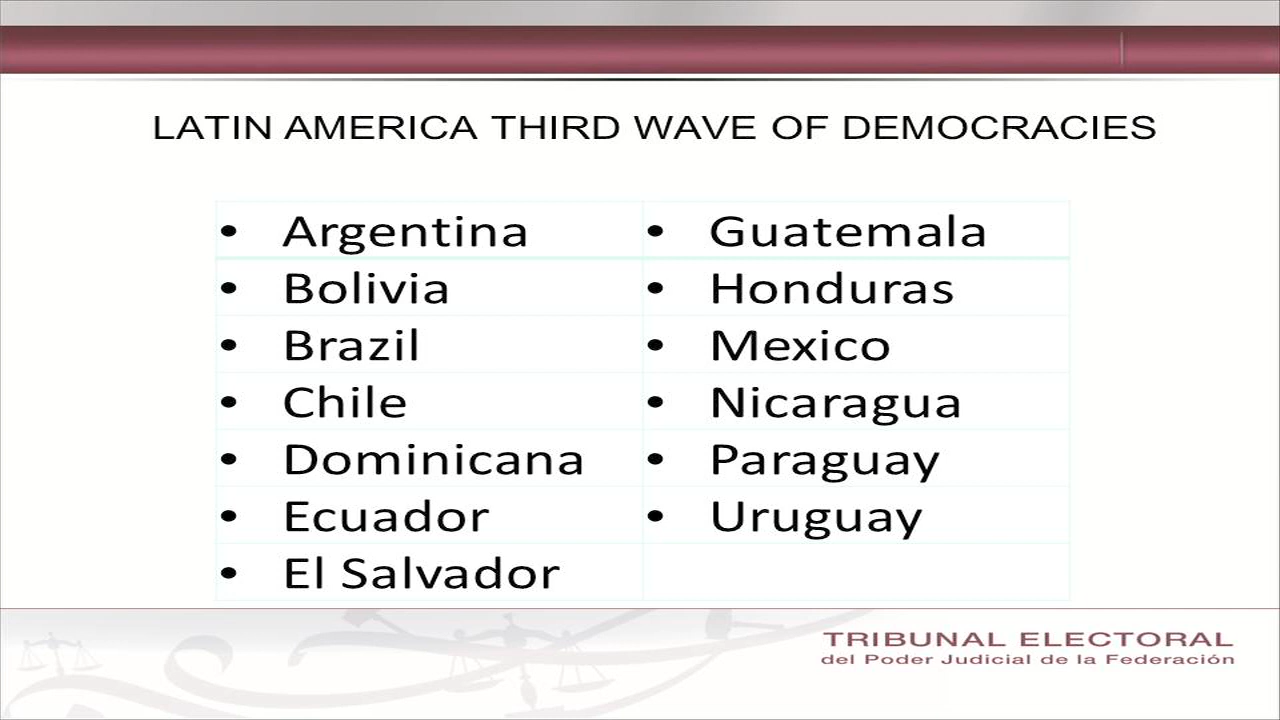 LATIN AMERICA THIRD WAVE OF DEMOCRACIES
• Argentina
• Bolivia
• Brazil
• Chile
• Dominicana
• Ecuador
• El Salvador
• Guatemala
• Honduras
• Mexico
• Nicaragua
• Paraguay
• Uruguay
TRIBUNAL ELECTORAL
del Poder Judicial de la Federación